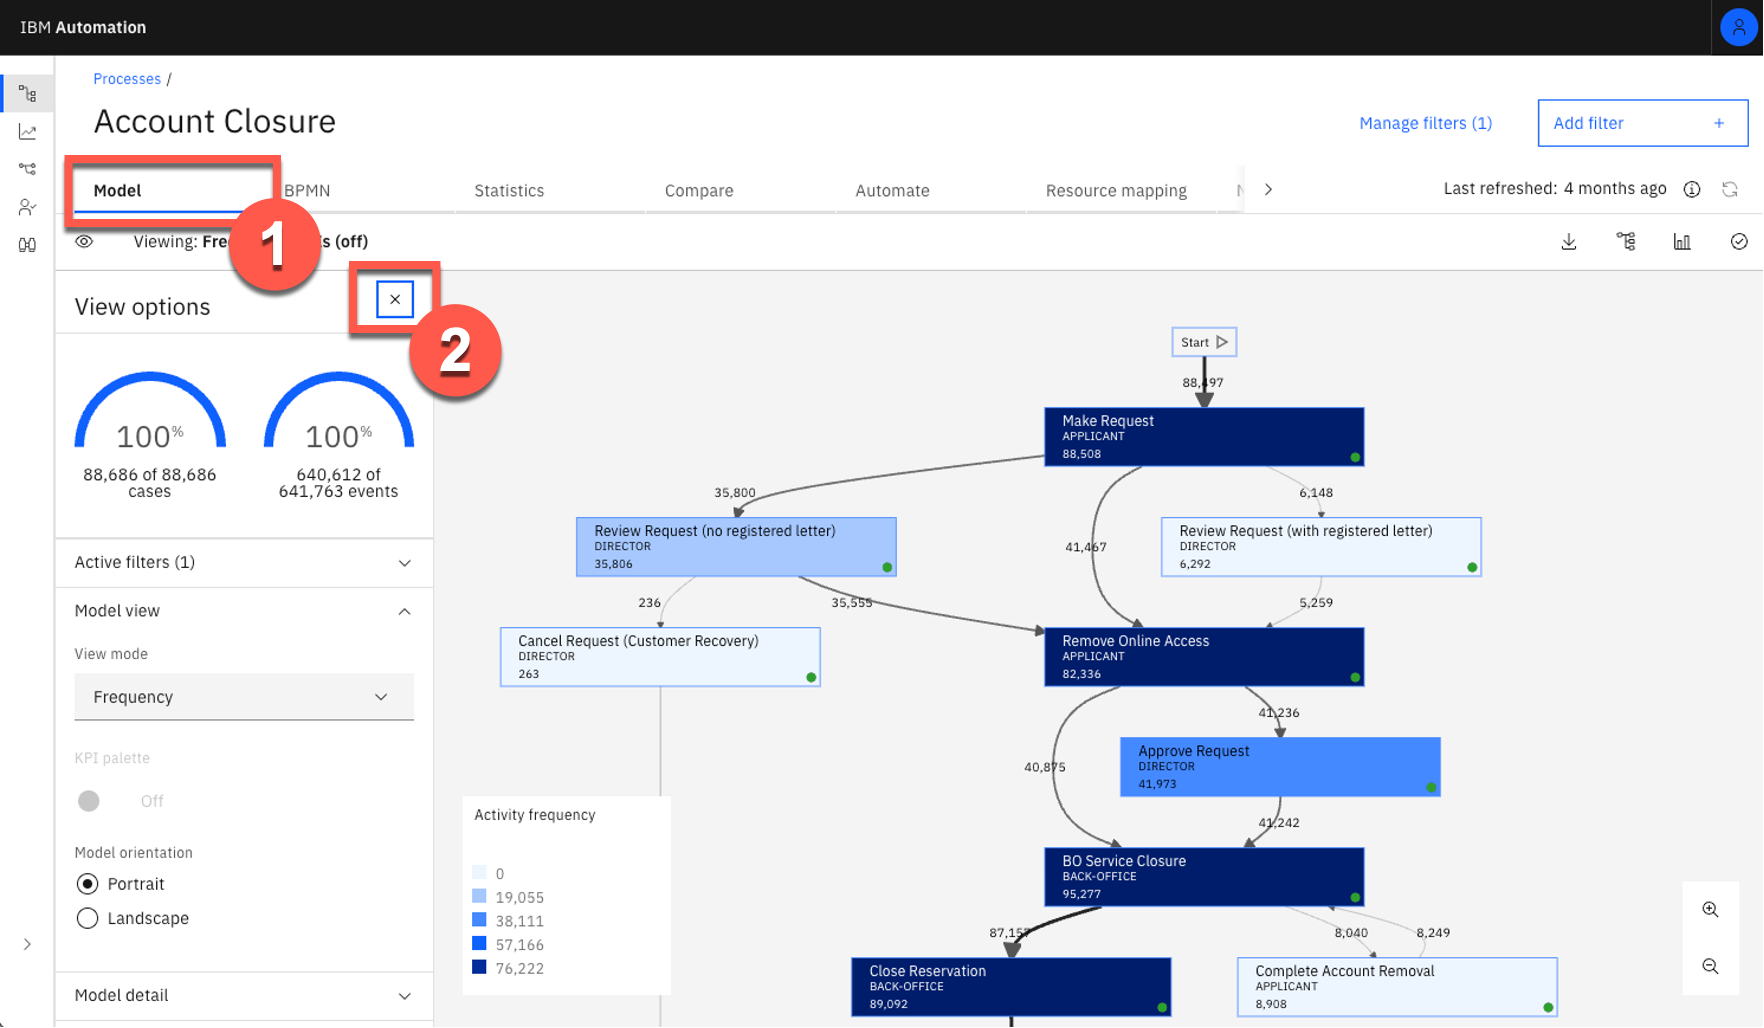 IBM Automation
Processes /
Account Closure
Manage filters (1)
Add filter +
Model
BPMN
Statistics
Compare
Automate
Resource mapping
Last refreshed: 4 months ago
1
Viewing: Fre
s (off)
View options
2
100%
88,686 of 88,686
cases
100%
640,612 of
641,763 events
Active filters (1)
Model view
View mode
Frequency
KPI palette
Off
Model orientation
Portrait
Landscape
Model detail
Start
88,497
Make Request
APPLICANT
88,508
35,800
41,467
6,148
Review Request (no registered letter)
DIRECTOR
35,806
Review Request (with registered letter)
DIRECTOR
6,292
236
35,555
5,259
Cancel Request (Customer Recovery)
DIRECTOR
263
Remove Online Access
APPLICANT
82,336
41,236
40,875
Approve Request
DIRECTOR
41,973
41,242
BO Service Closure
BACK-OFFICE
95,277
87,157
8,040
8,249
Close Reservation
BACK-OFFICE
89,092
Complete Account Removal
APPLICANT
8,908
Activity frequency
0
19,055
38,111
57,166
76,222